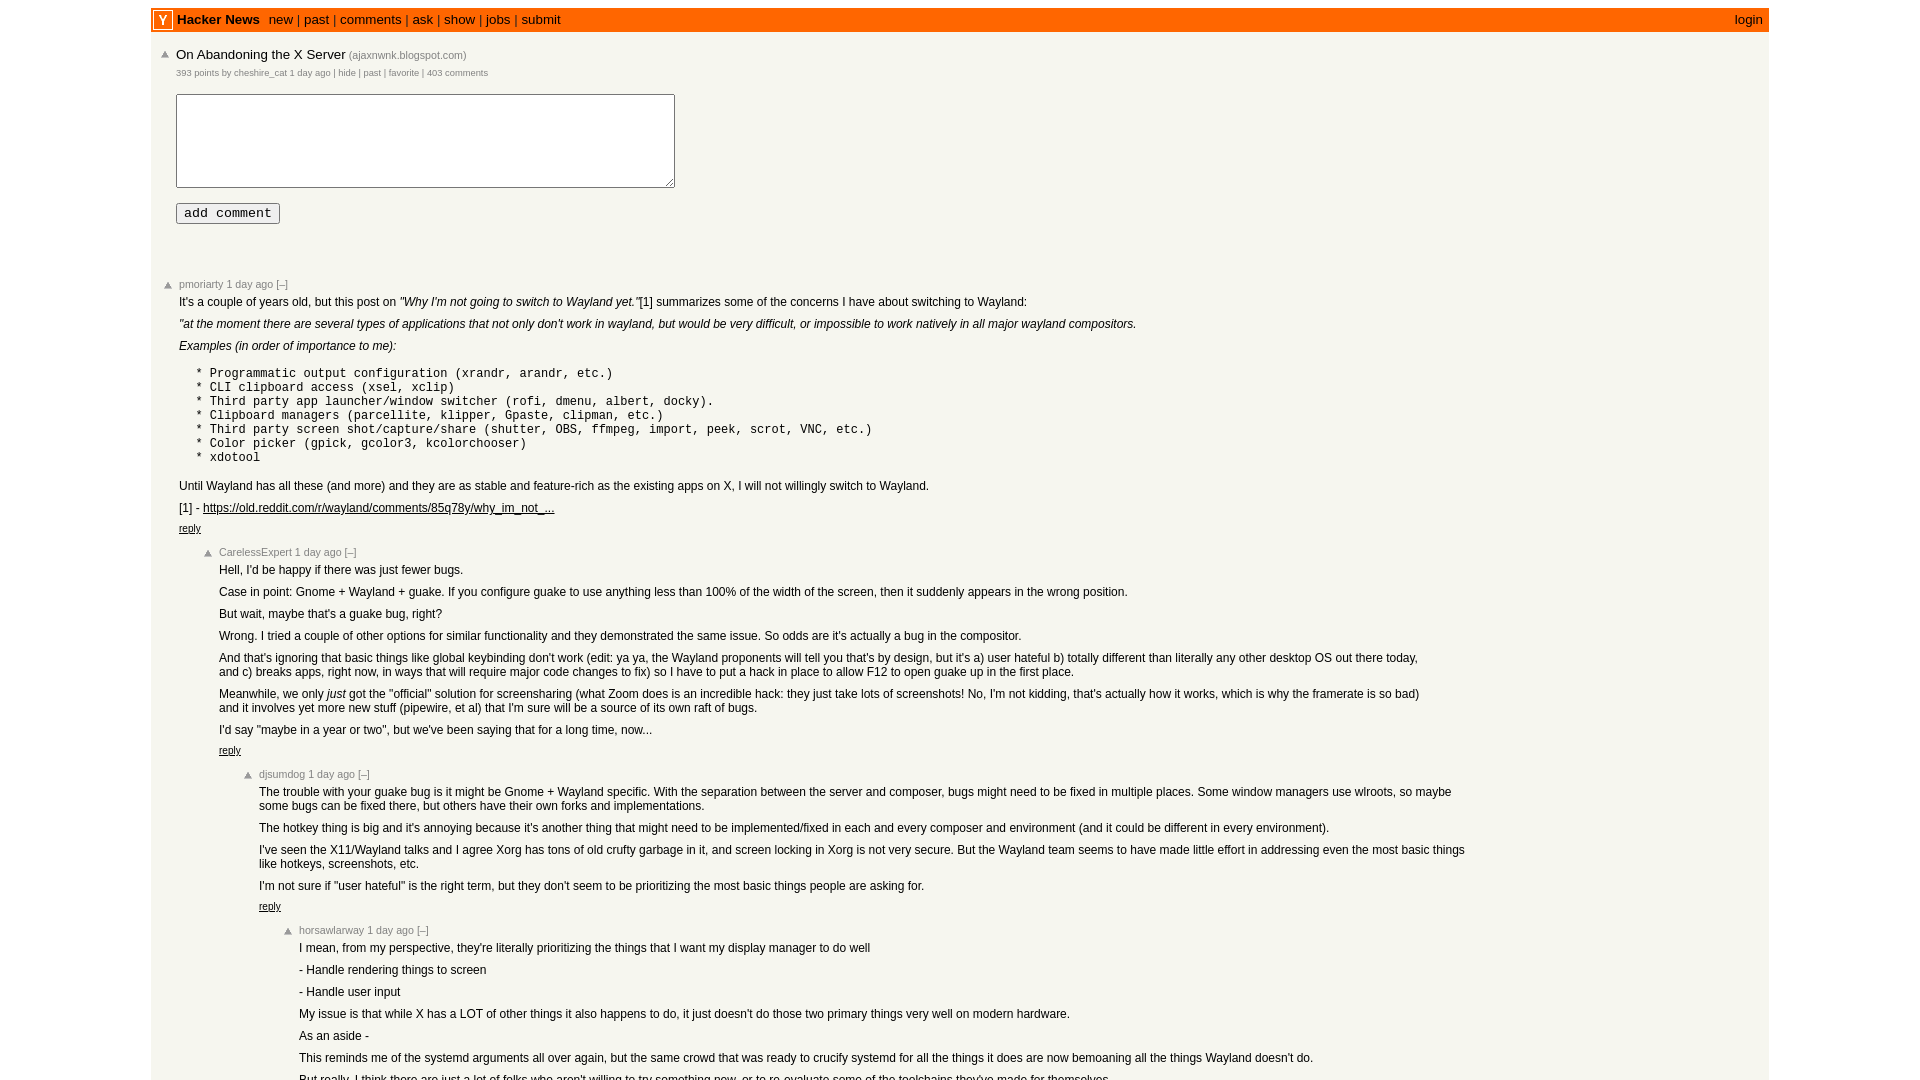 Y Hacker News new | past | comments | ask | show | jobs | submit login
On Abandoning the X Server (ajaxnwnk.blogspot.com)
393 points by cheshire_cat 1 day ago | hide | past | favorite | 403 comments
add comment
pmoriarty 1 day ago [–]
It's a couple of years old, but this post on "Why I'm not going to switch to Wayland yet."[1] summarizes some of the concerns I have about switching to Wayland:
"at the moment there are several types of applications that not only don't work in wayland, but would be very difficult, or impossible to work natively in all major wayland compositors.
Examples (in order of importance to me):
* Programmatic output configuration (xrandr, arandr, etc.)
* CLI clipboard access (xsel, xclip)
* Third party app launcher/window switcher (rofi, dmenu, albert, docky).
* Clipboard managers (parcellite, klipper, Gpaste, clipman, etc.)
* Third party screen shot/capture/share (shutter, OBS, ffmpeg, import, peek, scrot, VNC, etc.)
* Color picker (gpick, gcolor3, kcolorchooser)
* xdotool
Until Wayland has all these (and more) and they are as stable and feature-rich as the existing apps on X, I will not willingly switch to Wayland.
[1] - https://old.reddit.com/r/wayland/comments/85q78y/why_im_not_...
reply
CarelessExpert 1 day ago [–]
Hell, I'd be happy if there was just fewer bugs.
Case in point: Gnome + Wayland + guake. If you configure guake to use anything less than 100% of the width of the screen, then it suddenly appears in the wrong position.
But wait, maybe that's a guake bug, right?
Wrong. I tried a couple of other options for similar functionality and they demonstrated the same issue. So odds are it's actually a bug in the compositor.
And that's ignoring that basic things like global keybinding don't work (edit: ya ya, the Wayland proponents will tell you that's by design, but it's a) user hateful b) totally different than literally any other desktop OS out there today,
and c) breaks apps, right now, in ways that will require major code changes to fix) so I have to put a hack in place to allow F12 to open guake up in the first place.
Meanwhile, we only just got the "official" solution for screensharing (what Zoom does is an incredible hack: they just take lots of screenshots! No, I'm not kidding, that's actually how it works, which is why the framerate is so bad)
and it involves yet more new stuff (pipewire, et al) that I'm sure will be a source of its own raft of bugs.
I'd say "maybe in a year or two", but we've been saying that for a long time, now...
reply
djsumdog 1 day ago [–]
The trouble with your guake bug is it might be Gnome + Wayland specific. With the separation between the server and composer, bugs might need to be fixed in multiple places. Some window managers use wlroots, so maybe
some bugs can be fixed there, but others have their own forks and implementations.
The hotkey thing is big and it's annoying because it's another thing that might need to be implemented/fixed in each and every composer and environment (and it could be different in every environment).
I've seen the X11/Wayland talks and I agree Xorg has tons of old crufty garbage in it, and screen locking in Xorg is not very secure. But the Wayland team seems to have made little effort in addressing even the most basic things
like hotkeys, screenshots, etc.
I'm not sure if "user hateful" is the right term, but they don't seem to be prioritizing the most basic things people are asking for.
reply
horsawlarway 1 day ago [–]
I mean, from my perspective, they're literally prioritizing the things that I want my display manager to do well
- Handle rendering things to screen
- Handle user input
My issue is that while X has a LOT of other things it also happens to do, it just doesn't do those two primary things very well on modern hardware.
As an aside -
This reminds me of the systemd arguments all over again, but the same crowd that was ready to crucify systemd for all the things it does are now bemoaning all the things Wayland doesn't do.
But really, I think there are just a lot of folks who aren't willing to try something new, or to re-evaluate some of the toolchains they've made for themselves.